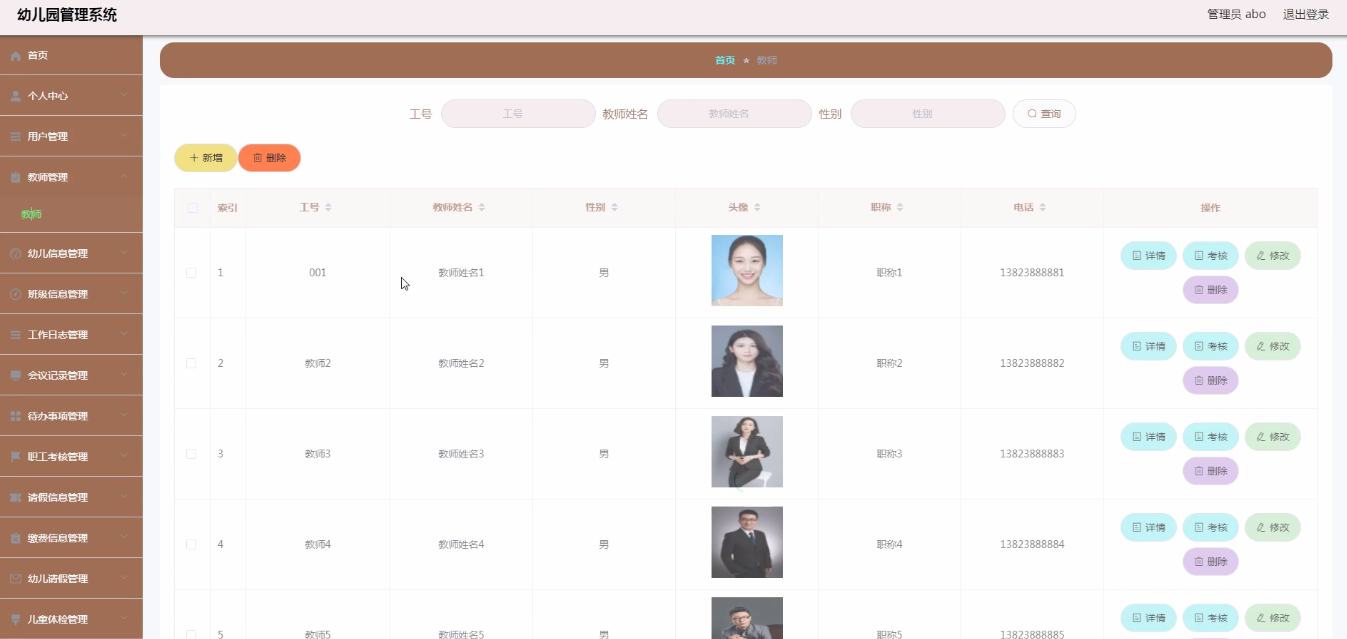 幼儿园管理系统
管理员 abo 退出登录
首页
个人中心
用户管理
教师管理
教师
幼儿信息管理
班级信息管理
工作日志管理
会议记录管理
待办事项管理
职工考核管理
请假信息管理
缴费信息管理
幼儿请假管理
儿童体检管理
首页 教师
工号 工号 教师姓名 教师姓名 性别 性别 查询
新增 删除
索引 工号 教师姓名 性别 头像 职称 电话 操作
1 001 教师姓名1 男 职称1 13823888881 详情 考核 修改
删除
2 教师2 教师姓名2 男 职称2 13823888882 详情 考核 修改
删除
3 教师3 教师姓名3 男 职称3 13823888883 详情 考核 修改
删除
4 教师4 教师姓名4 男 职称4 13823888884 详情 考核 修改
删除
5 教师5 教师姓名5 男 职称5 13823888885 详情 考核 修改